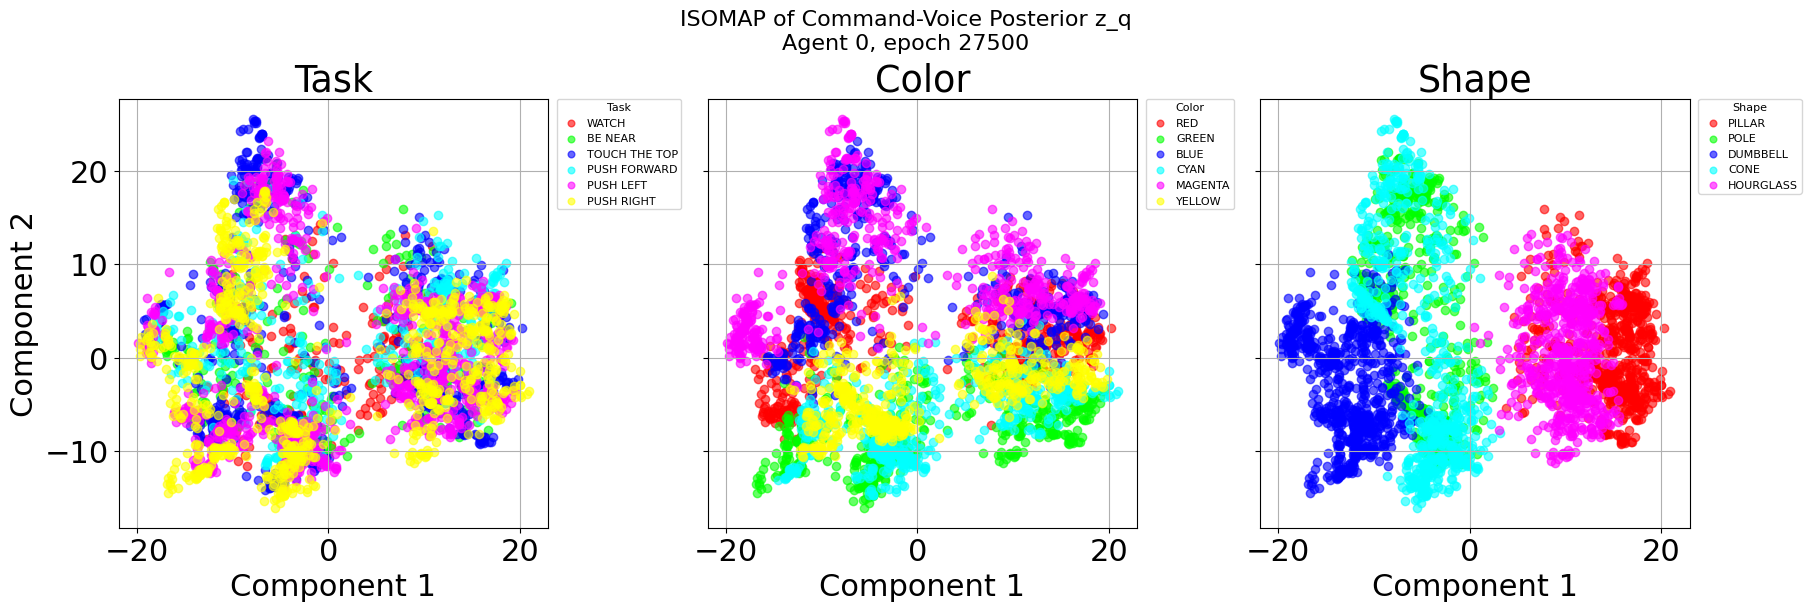 ISOMAP of Command-Voice Posterior z_q
Agent 0, epoch 27500
Task
Color
Shape
Task
WATCH
BE NEAR
TOUCH THE TOP
PUSH FORWARD
PUSH LEFT
PUSH RIGHT
Color
RED
GREEN
BLUE
CYAN
MAGENTA
YELLOW
Shape
PILLAR
POLE
DUMBBELL
CONE
HOURGLASS
Component 2
20
10
0
−10
−20
0
20
−20
0
20
−20
0
20
Component 1
Component 1
Component 1